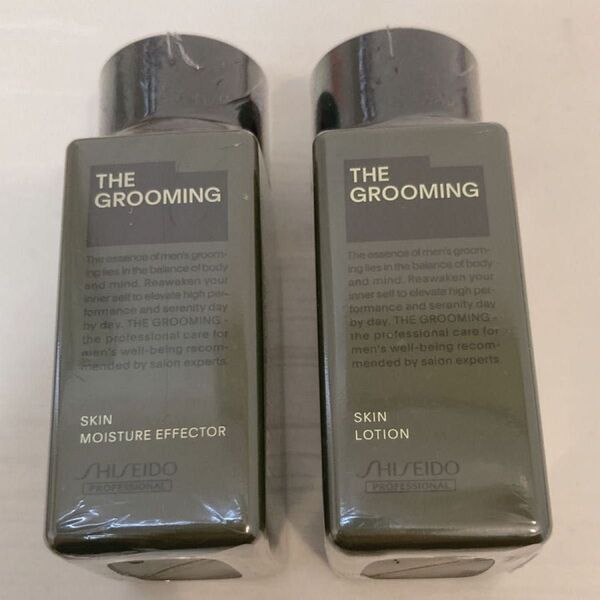 THE
GROOMING
The essence of men's groom-
ing lies in the balance of body
and mind. Reawaken your
inner self to elevate high per-
formance and serenity day
by day. THE GROOMING -
the professional care for
men's well-being recom-
mended by salon experts.
SKIN
MOISTURE EFFECTOR
SHISEIDO
PROFESSIONAL
THE
GROOMING
The essence of men's groom-
ing lies in the balance of body
and mind. Reawaken your
inner self to elevate high per-
formance and serenity day
by day. THE GROOMING -
the professional care for
men's well-being recom-
mended by salon experts.
SKIN
LOTION
SHISEIDO
PROFESSIONAL